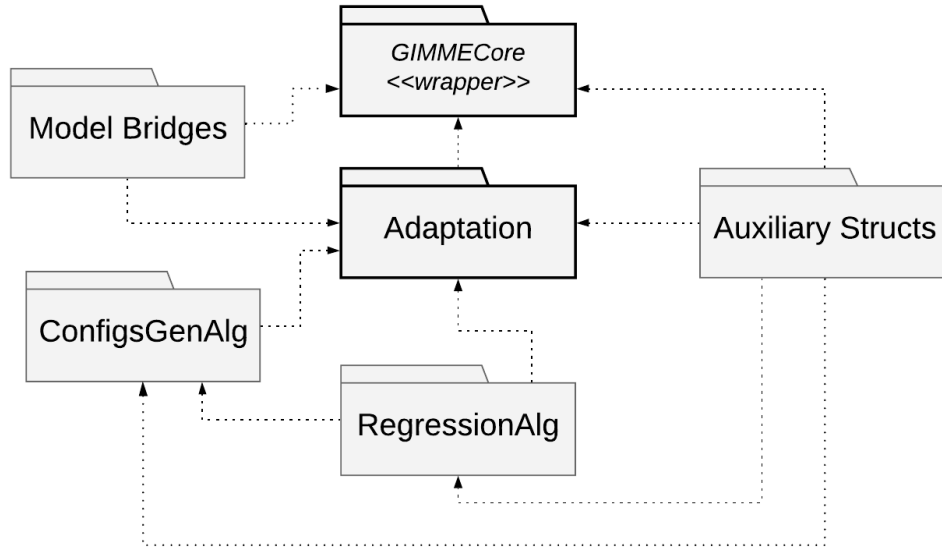 GIMMECore
<<wrapper>>
Model Bridges
Adaptation
Auxiliary Structs
ConfigsGenAlg
RegressionAlg